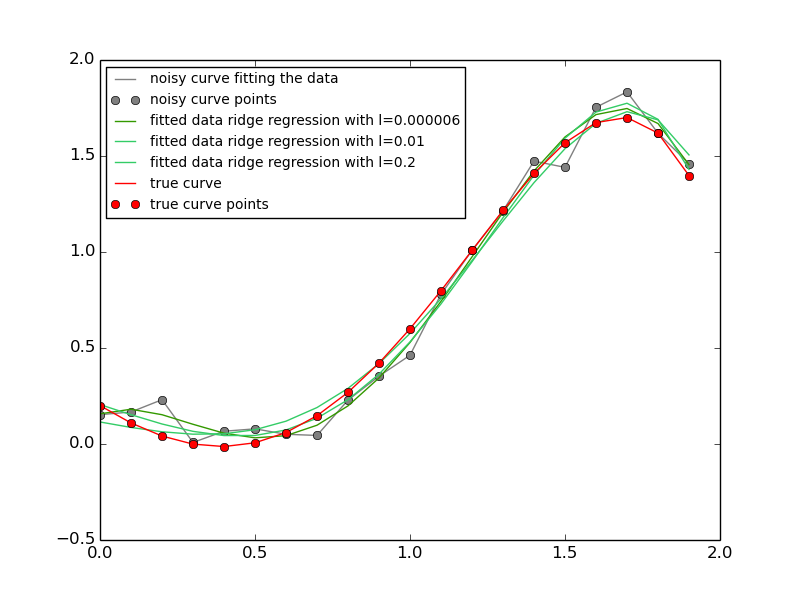 2.0
noisy curve fitting the data
noisy curve points
fitted data ridge regression with l=0.000006
fitted data ridge regression with l=0.01
fitted data ridge regression with l=0.2
true curve
true curve points
1.5
1.0
0.5
0.0
−0.5
0.0 0.5 1.0 1.5 2.0